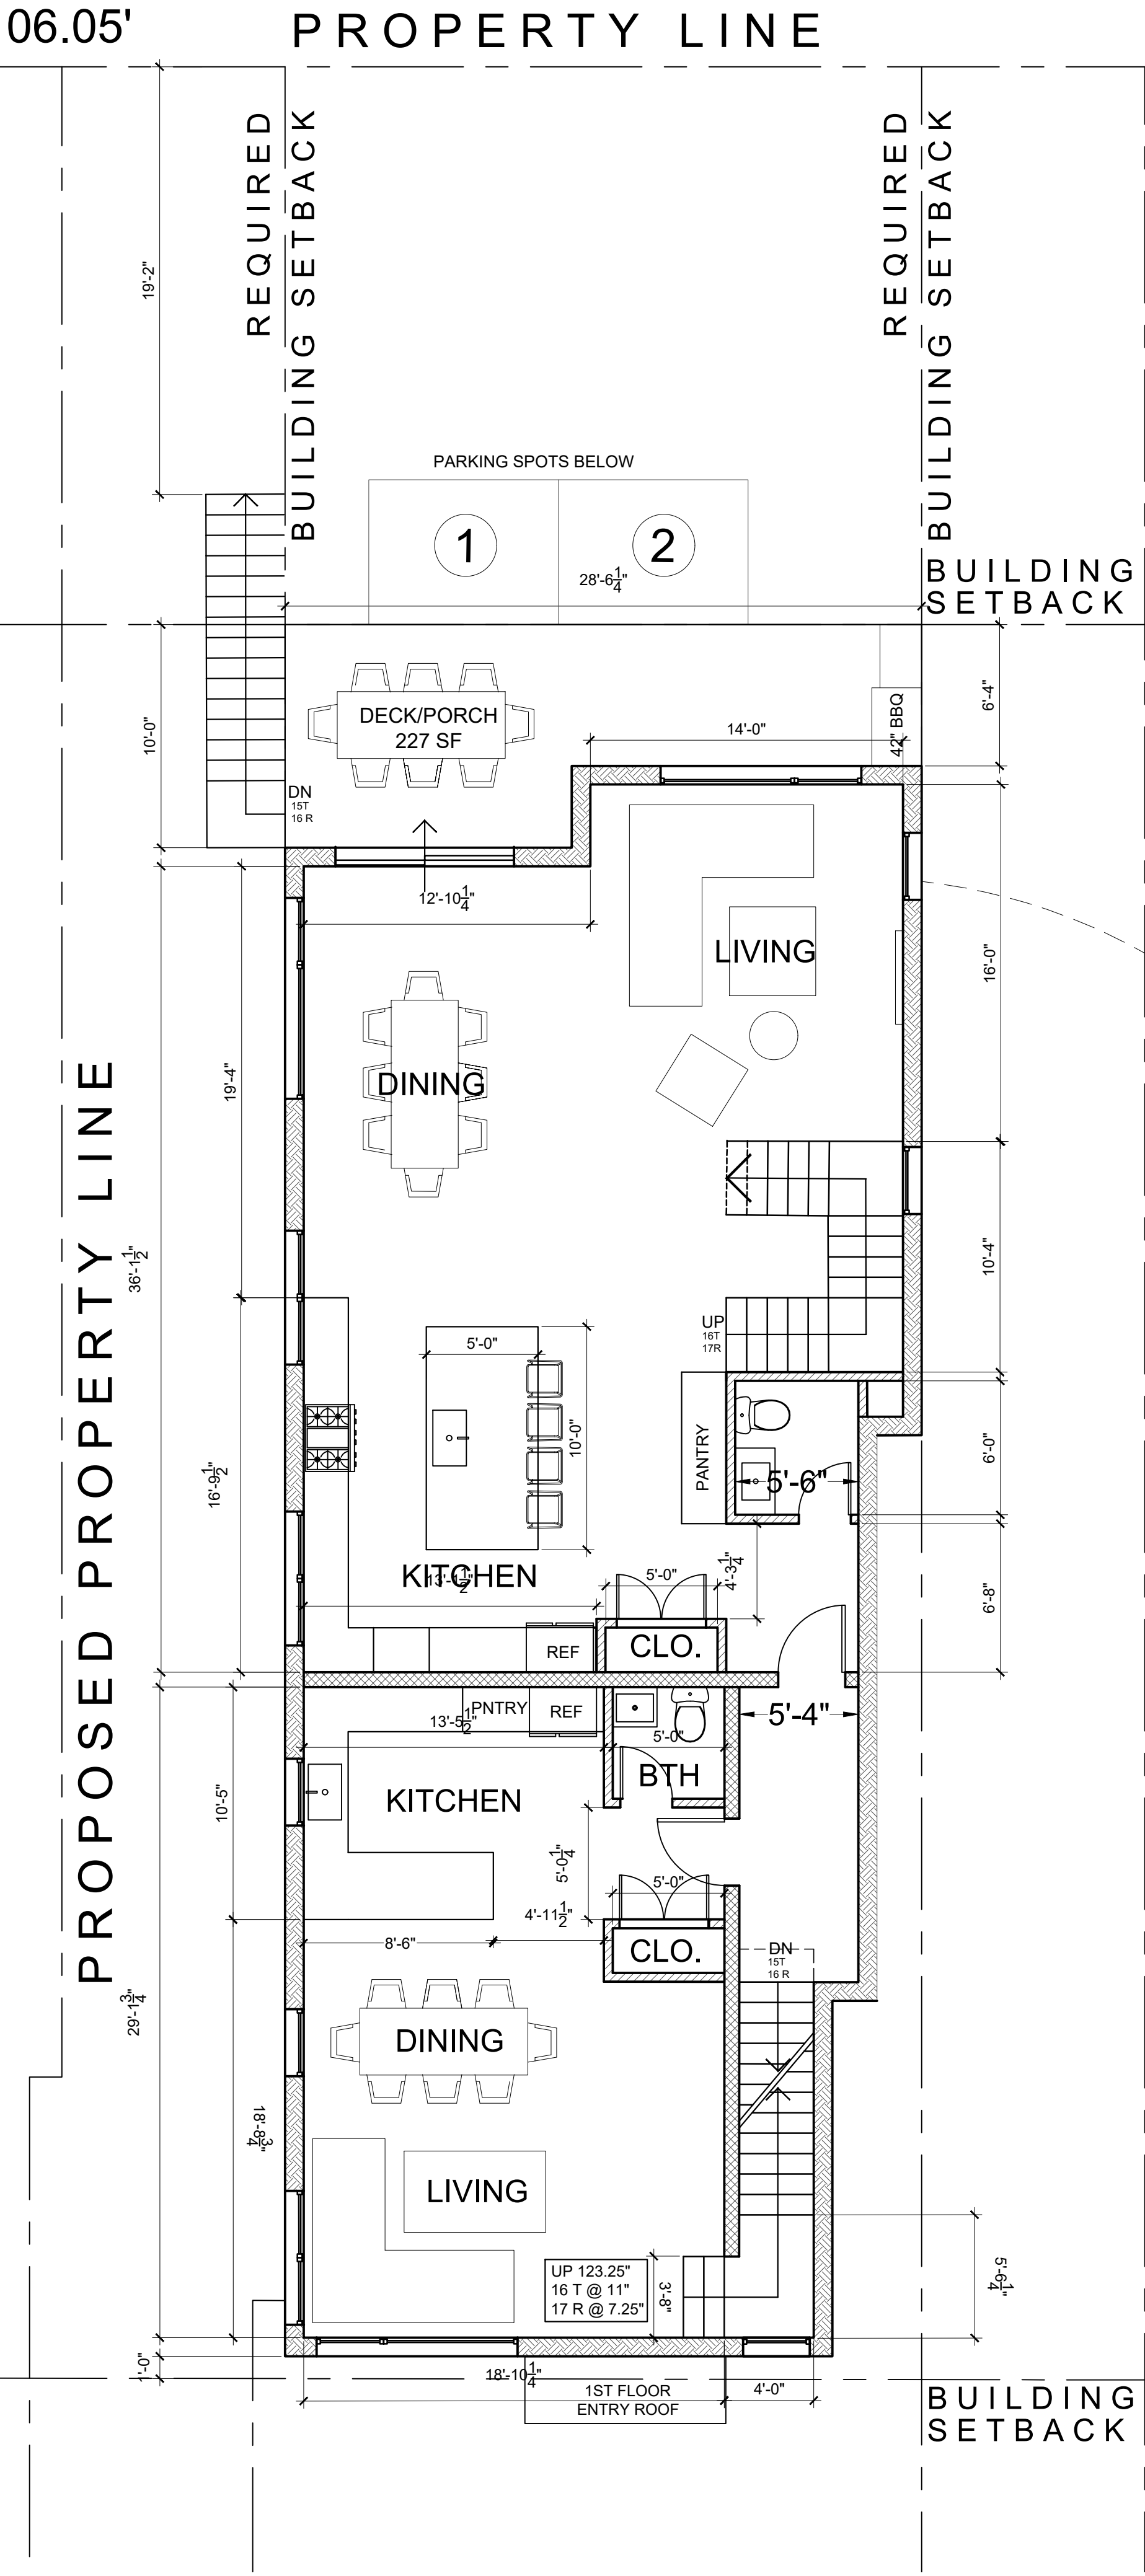 06.05'
PROPERTY LINE
REQUIRED
BUILDING SETBACK
REQUIRED
BUILDING SETBACK
19'-2"
PARKING SPOTS BELOW
1
2
28'-6 1/4"
BUILDING
SETBACK
10'-0"
DECK/PORCH
227 SF
42" BBQ
6'-4"
14'-0"
DN
15T
16 R
12'-10 1/4"
LIVING
16'-0"
DINING
19'-4"
PROPOSED PROPERTY LINE
36'-1 1/2"
10'-4"
UP
16T
17R
5'-0"
10'-0"
PANTRY
5'-6"
6'-0"
16'-9 1/2"
KITCHEN
13'-1 1/2"
5'-0"
4'-3 1/4"
6'-8"
REF
CLO.
PNTRY
REF
13'-5 1/2"
5'-0"
5'-4"
BTH
KITCHEN
10'-5"
5'-0 1/4"
5'-0"
4'-11 1/2"
8'-6"
CLO.
DN
15T
16 R
29'-1 3/4"
DINING
18'-8 3/4"
LIVING
UP 123.25"
16 T @ 11"
17 R @ 7.25"
3'-8"
5'-6 1/4"
1'-0"
18'-10 1/4"
1ST FLOOR
ENTRY ROOF
4'-0"
BUILDING
SETBACK